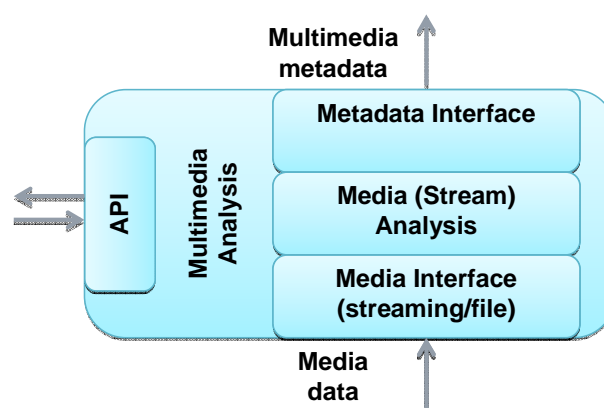 Multimedia
metadata
Metadata Interface
API
Multimedia
Analysis
Media (Stream)
Analysis
Media Interface
(streaming/file)
Media
data